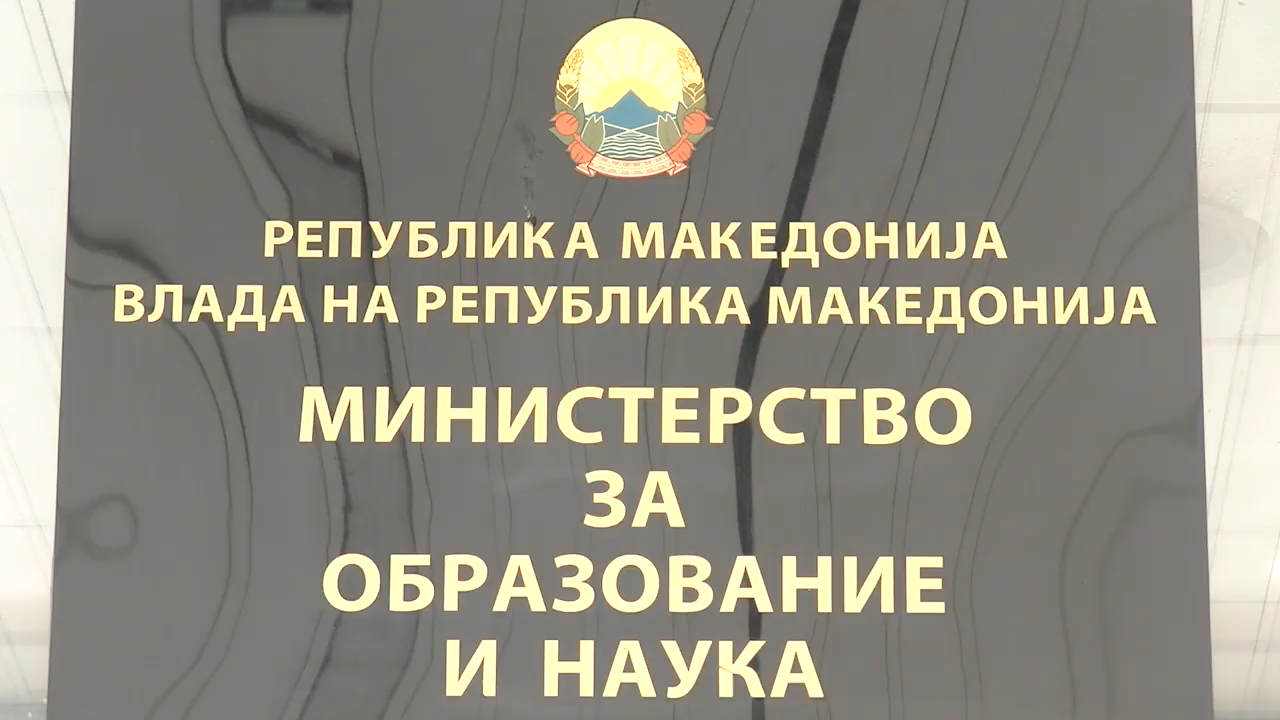 РЕПУБЛИКА МАКЕДОНИЈА
ВЛАДА НА РЕПУБЛИКА МАКЕДОНИЈА
МИНИСТЕРСТВО
ЗА
ОБРАЗОВАНИЕ
И НАУКА